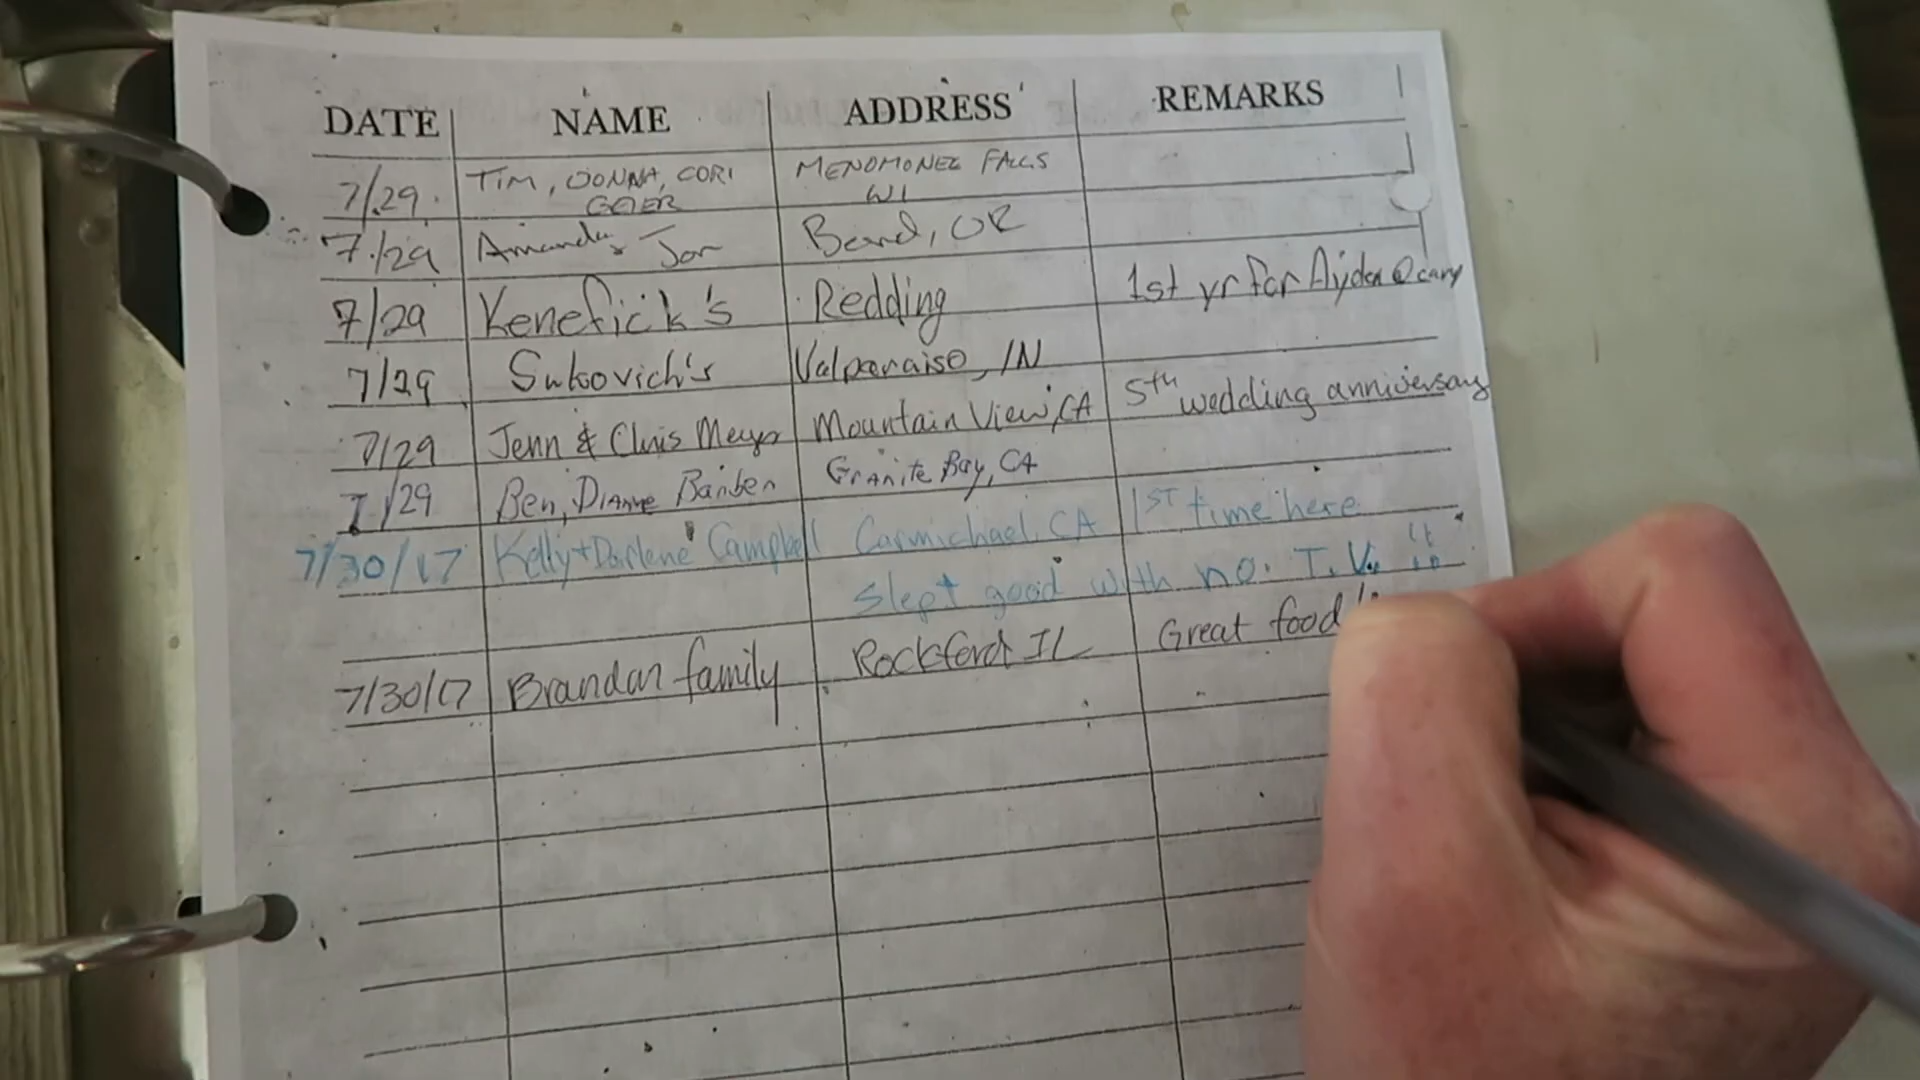 DATE NAME ADDRESS REMARKS
7/29 TIM, DONNA, CORI MENOMONEE FALLS
WI
7/29 Amanda, Jon Bend, OR
7/29 Kenefick's Redding 1st yr for Ayden @ camp
7/29 Sukovich's Valparaiso, IN
7/29 Jenn & Chris Meyer Mountain View, CA 5th wedding anniversary
7/29 Ben, Dianne Granite Bay, CA
7/30/17 Kelly + Darlene Campbell Carmichael, CA 1ST time here
slept good with no. T.V.
7/30/17 Brandan family Rockford IL Great food